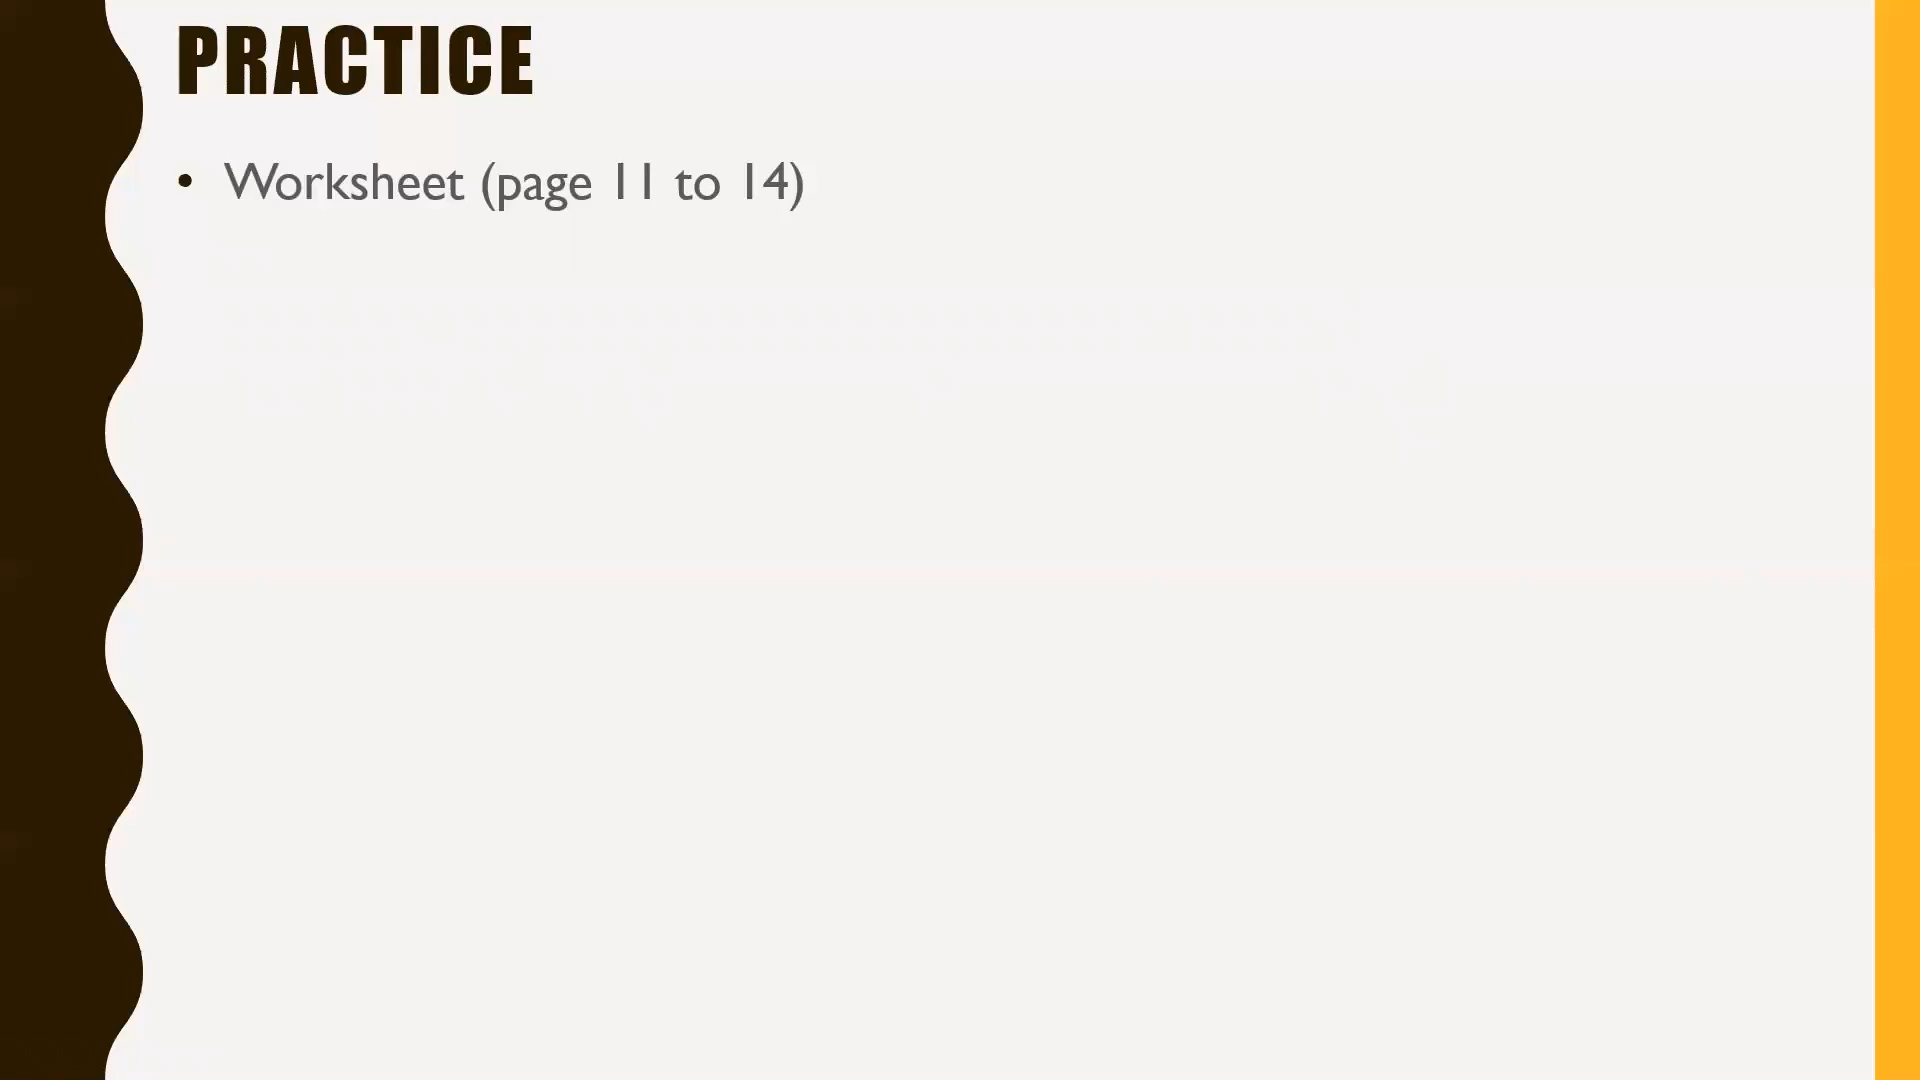 PRACTICE
• Worksheet (page 11 to 14)